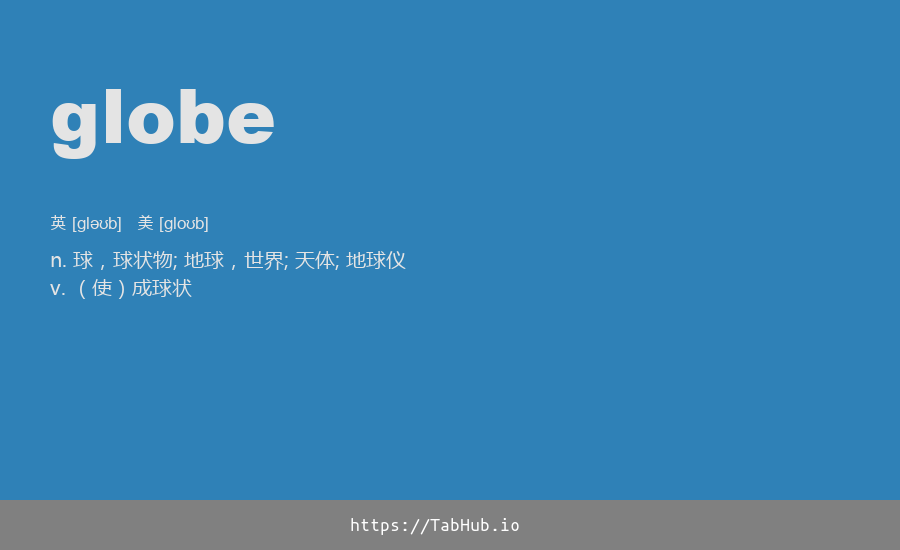 globe
英 [gləʊb] 美 [gloʊb]
n. 球，球状物; 地球，世界; 天体; 地球仪
v. （使）成球状
https://TabHub.io